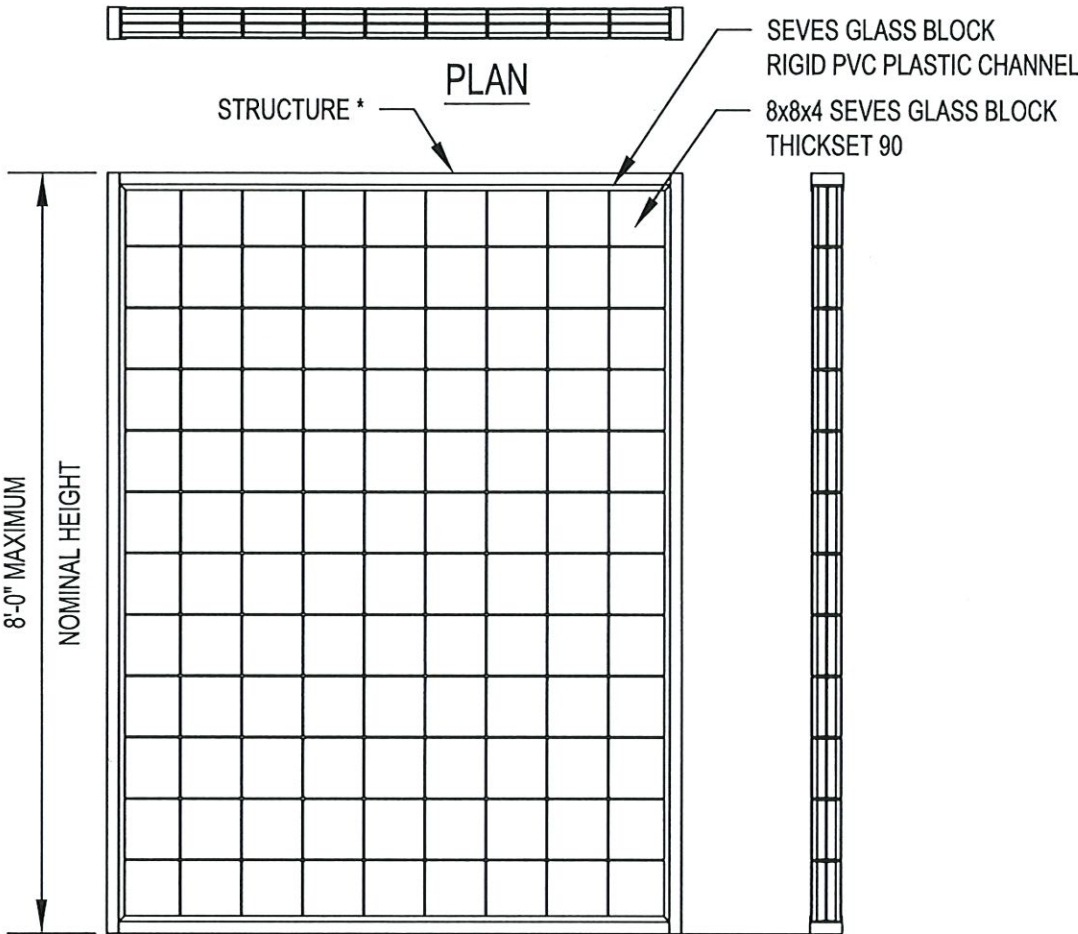 SEVES GLASS BLOCK
RIGID PVC PLASTIC CHANNEL
PLAN
STRUCTURE *
8x8x4 SEVES GLASS BLOCK
THICKSET 90
8'-0" MAXIMUM
NOMINAL HEIGHT